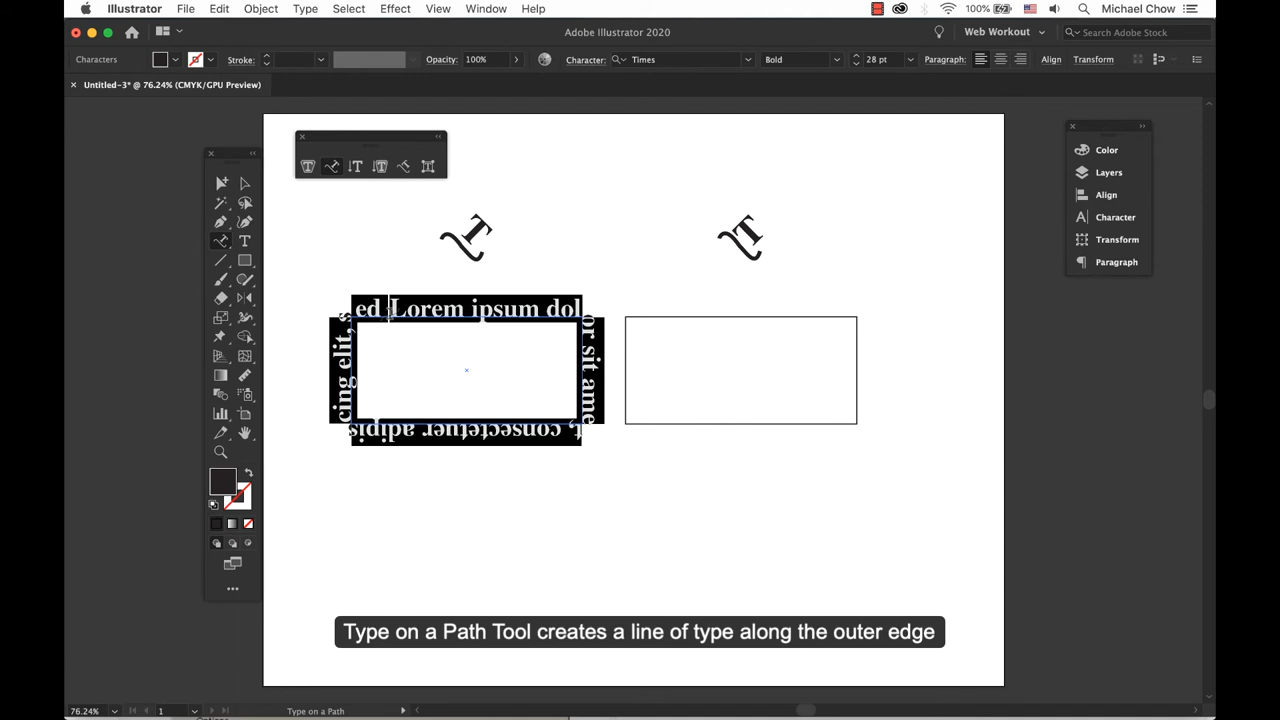 Illustrator File Edit Object Type Select Effect View Window Help 100% Michael Chow
Adobe Illustrator 2020 Web Workout Search Adobe Stock
Characters Stroke: Opacity: 100% Character: Times Bold 28 pt Paragraph: Align Transform
Untitled-3* @ 76.24% (CMYK/GPU Preview)
Color
Layers
Align
Character
Transform
Paragraph
T T
ed Lorem ipsum dol
or sit ame
t, consectetuer adipis
cing elit, s
Type on a Path Tool creates a line of type along the outer edge
76.24% 1 Type on a Path